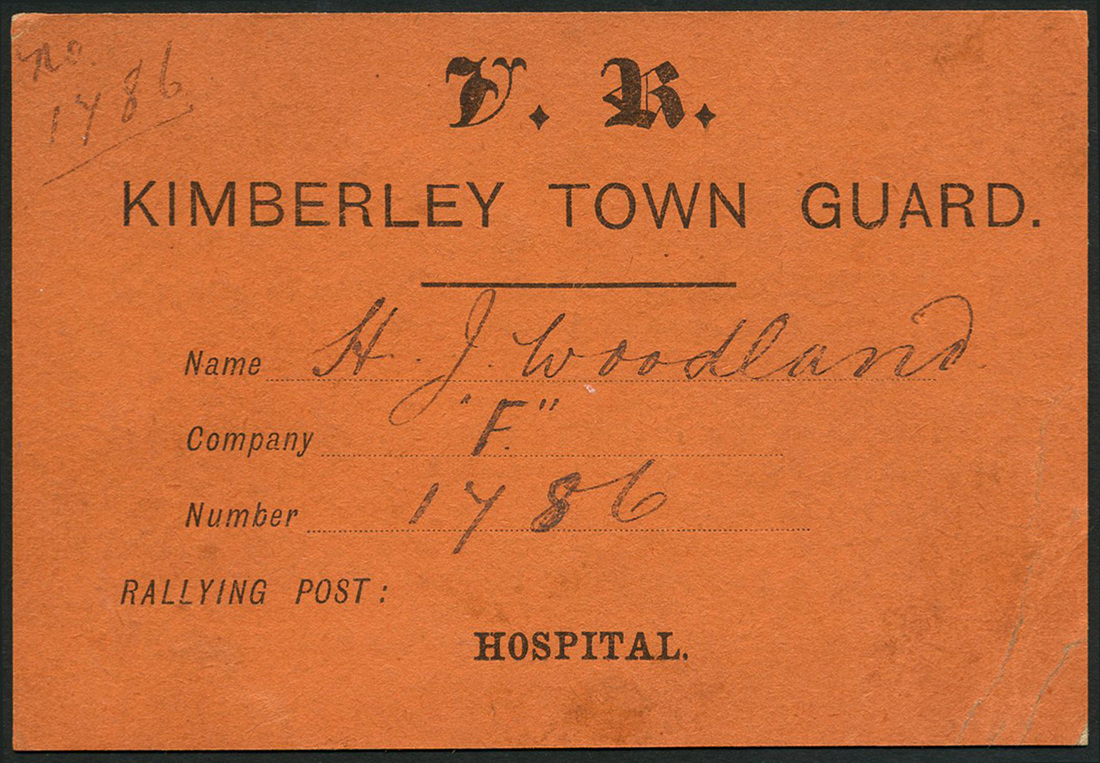 No.
1786
V. R.
KIMBERLEY TOWN GUARD.
Name H. J. Woodland
Company "F."
Number 1786
RALLYING POST:
HOSPITAL.